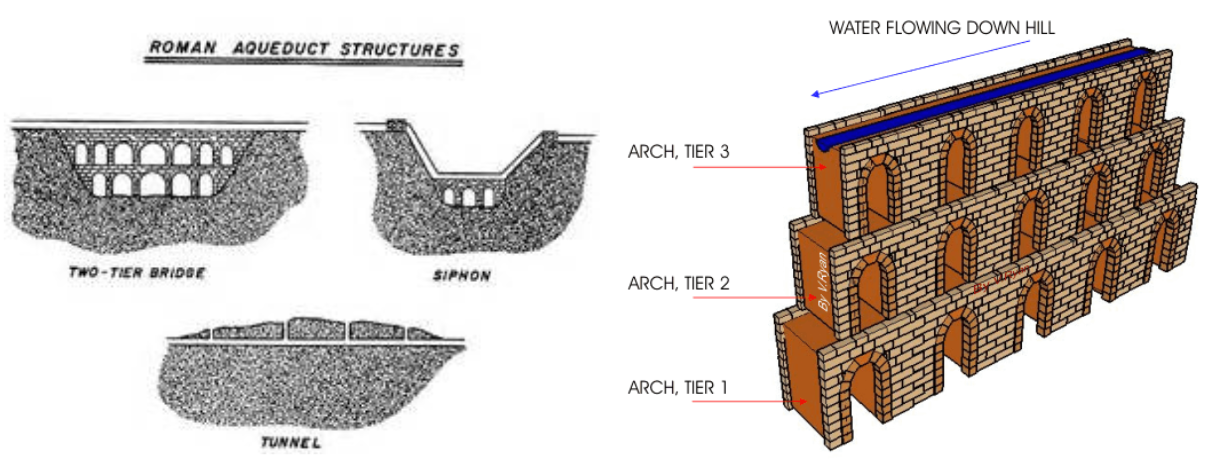 ROMAN AQUEDUCT STRUCTURES
TWO-TIER BRIDGE
SIPHON
TUNNEL
WATER FLOWING DOWN HILL
ARCH, TIER 3
ARCH, TIER 2
By V.Ryan
ARCH, TIER 1